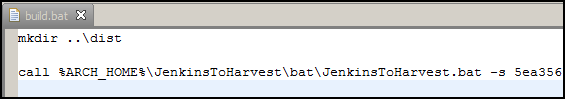 build.bat
mkdir ..\dist
call %ARCH_HOME%\JenkinsToHarvest\bat\JenkinsToHarvest.bat -s 5ea356